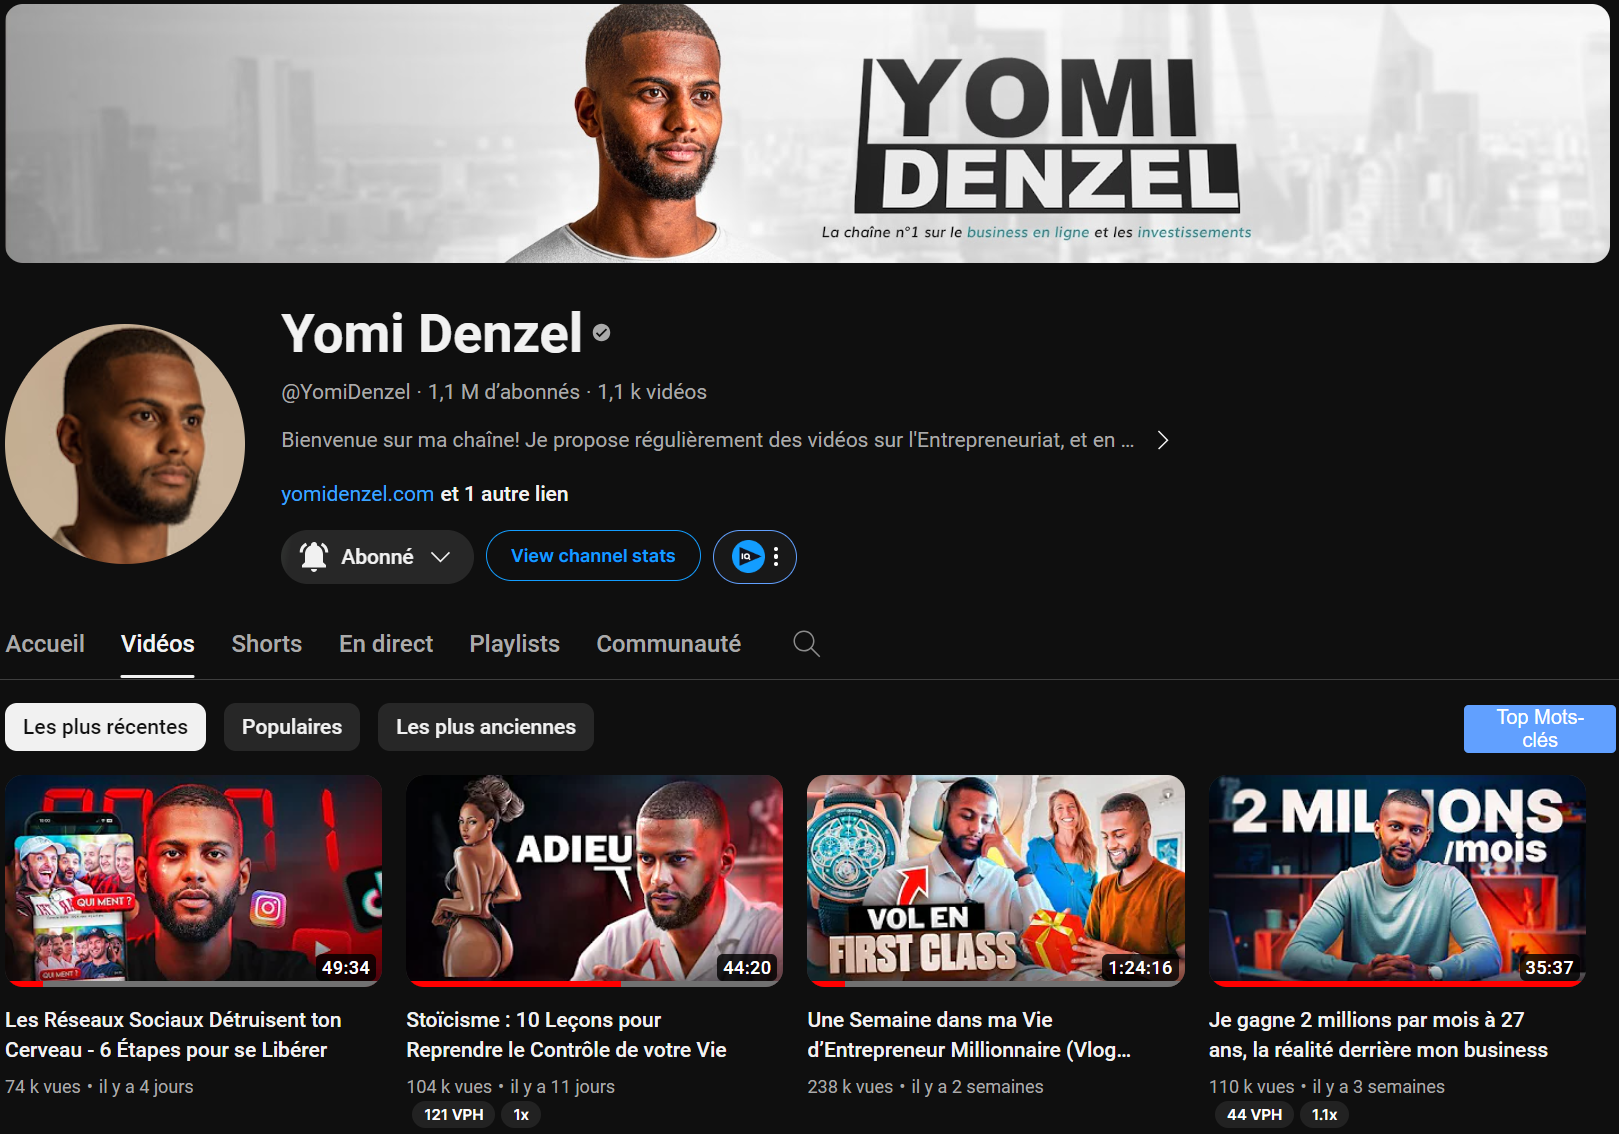 YOMI
DENZEL
La chaîne n°1 sur le business en ligne et les investissements
Yomi Denzel
@YomiDenzel · 1,1 M d’abonnés · 1,1 k vidéos
Bienvenue sur ma chaîne! Je propose régulièrement des vidéos sur l'Entrepreneuriat, et en ...
yomidenzel.com et 1 autre lien
Abonné
View channel stats
IQ
Accueil Vidéos Shorts En direct Playlists Communauté
Les plus récentes Populaires Les plus anciennes
Top Mots-
clés
QUI MENT ?
QUI MENT ?
49:34
ADIEU
44:20
VOL EN
FIRST CLASS
1:24:16
2 MILLIONS
/mois
35:37
Les Réseaux Sociaux Détruisent ton
Cerveau - 6 Étapes pour se Libérer
74 k vues • il y a 4 jours
Stoïcisme : 10 Leçons pour
Reprendre le Contrôle de votre Vie
104 k vues • il y a 11 jours
121 VPH 1x
Une Semaine dans ma Vie
d’Entrepreneur Millionnaire (Vlog...
238 k vues • il y a 2 semaines
Je gagne 2 millions par mois à 27
ans, la réalité derrière mon business
110 k vues • il y a 3 semaines
44 VPH 1.1x